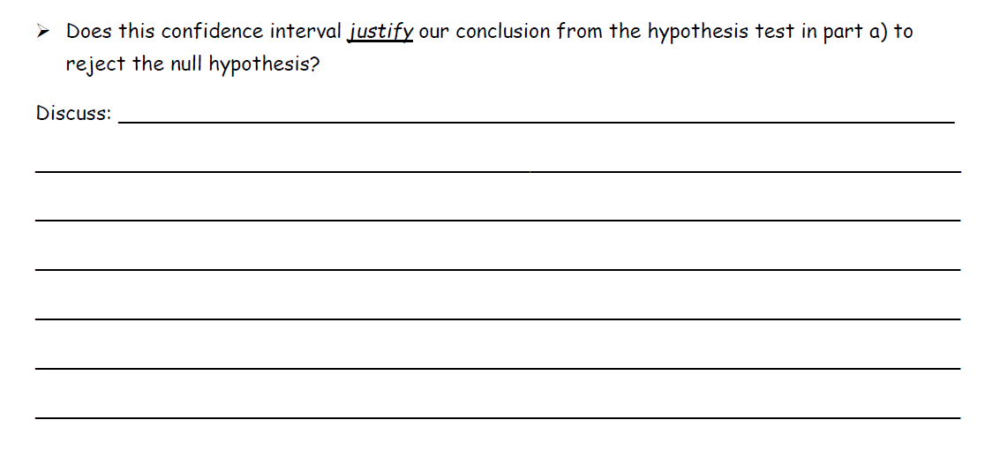 ➢ Does this confidence interval justify our conclusion from the hypothesis test in part a) to
reject the null hypothesis?
Discuss: